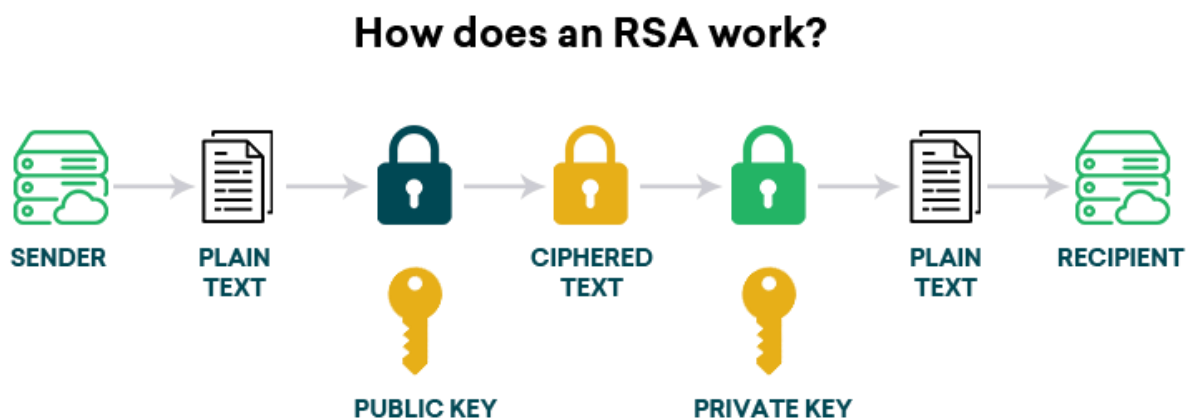 How does an RSA work?
SENDER
PLAIN
TEXT
CIPHERED
TEXT
PLAIN
TEXT
RECIPIENT
PUBLIC KEY
PRIVATE KEY